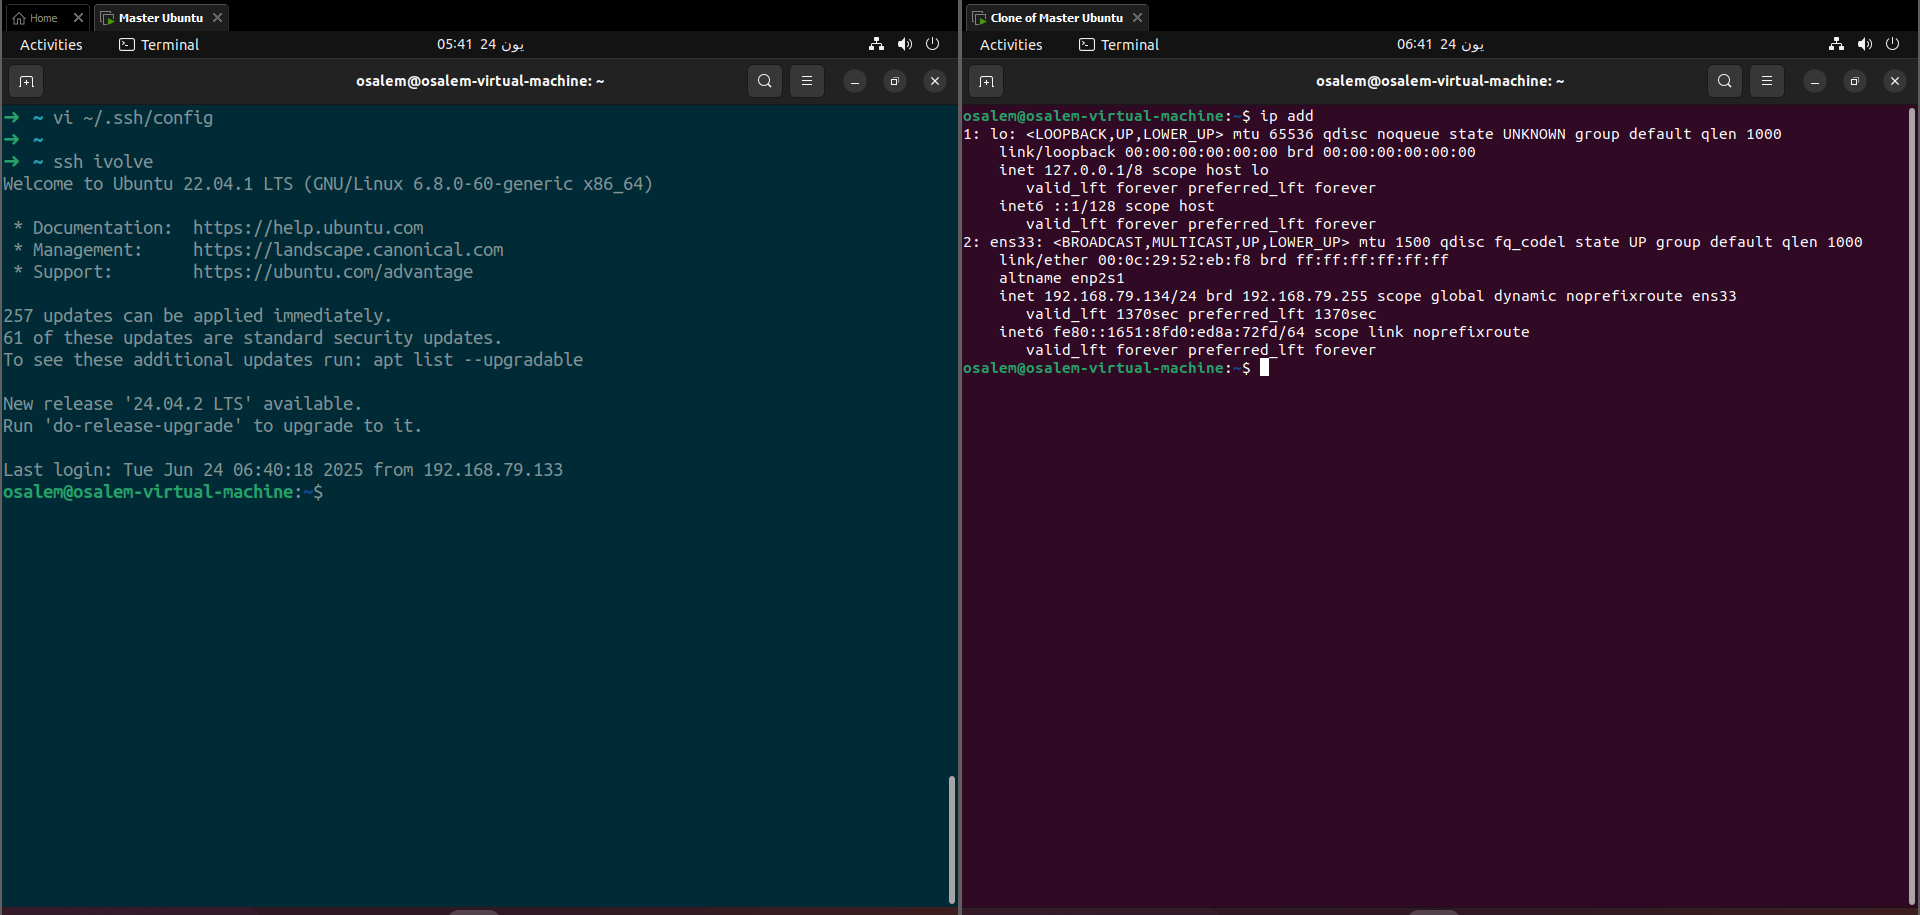 Home
Master Ubuntu
Activities
Terminal
05:41 24 يون
osalem@osalem-virtual-machine: ~
➜ ~ vi ~/.ssh/config
➜ ~
➜ ~ ssh ivolve
Welcome to Ubuntu 22.04.1 LTS (GNU/Linux 6.8.0-60-generic x86_64)
* Documentation:  https://help.ubuntu.com
* Management:     https://landscape.canonical.com
* Support:        https://ubuntu.com/advantage
257 updates can be applied immediately.
61 of these updates are standard security updates.
To see these additional updates run: apt list --upgradable
New release '24.04.2 LTS' available.
Run 'do-release-upgrade' to upgrade to it.
Last login: Tue Jun 24 06:40:18 2025 from 192.168.79.133
osalem@osalem-virtual-machine:~$
Clone of Master Ubuntu
Activities
Terminal
06:41 24 يون
osalem@osalem-virtual-machine: ~
osalem@osalem-virtual-machine:~$ ip add
1: lo: <LOOPBACK,UP,LOWER_UP> mtu 65536 qdisc noqueue state UNKNOWN group default qlen 1000
link/loopback 00:00:00:00:00:00 brd 00:00:00:00:00:00
inet 127.0.0.1/8 scope host lo
valid_lft forever preferred_lft forever
inet6 ::1/128 scope host
valid_lft forever preferred_lft forever
2: ens33: <BROADCAST,MULTICAST,UP,LOWER_UP> mtu 1500 qdisc fq_codel state UP group default qlen 1000
link/ether 00:0c:29:52:eb:f8 brd ff:ff:ff:ff:ff:ff
altname enp2s1
inet 192.168.79.134/24 brd 192.168.79.255 scope global dynamic noprefixroute ens33
valid_lft 1370sec preferred_lft 1370sec
inet6 fe80::1651:8fd0:ed8a:72fd/64 scope link noprefixroute
valid_lft forever preferred_lft forever
osalem@osalem-virtual-machine:~$